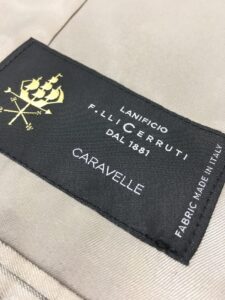 LANIFICIO
F.LLI CERRUTI
DAL 1881
CARAVELLE
FABRIC MADE IN ITALY